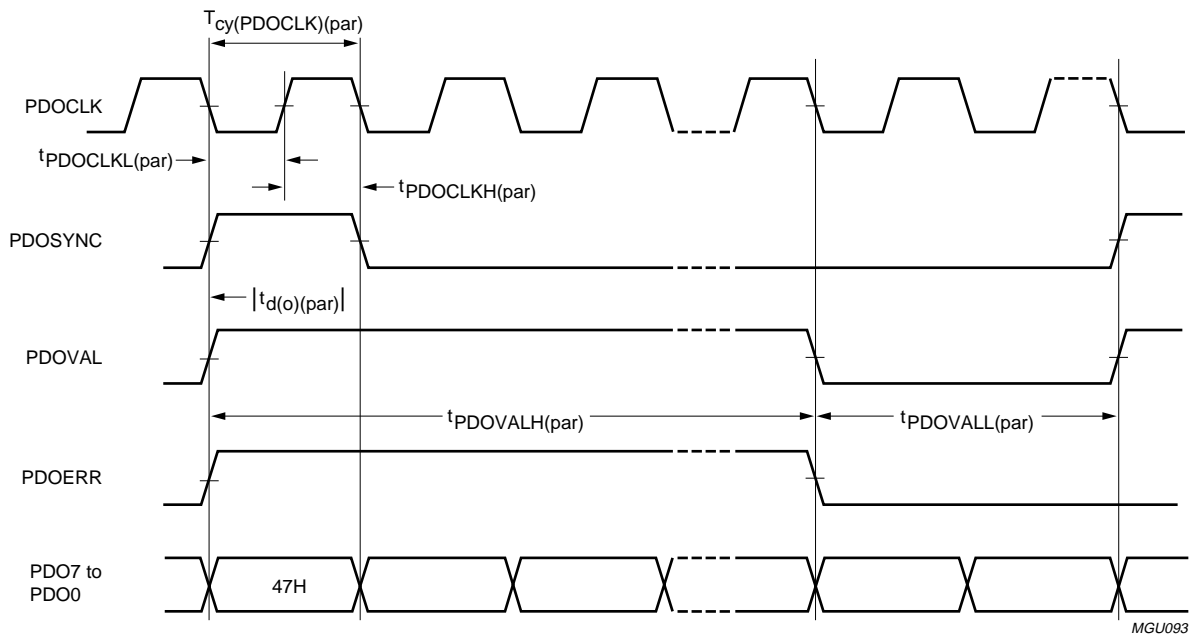 Tcy(PDOCLK)(par)
PDOCLK
tPDOCLKL(par)
tPDOCLKH(par)
PDOSYNC
|td(o)(par)|
PDOVAL
tPDOVALH(par)
tPDOVALL(par)
PDOERR
PDO7 to
PDO0
47H
MGU093